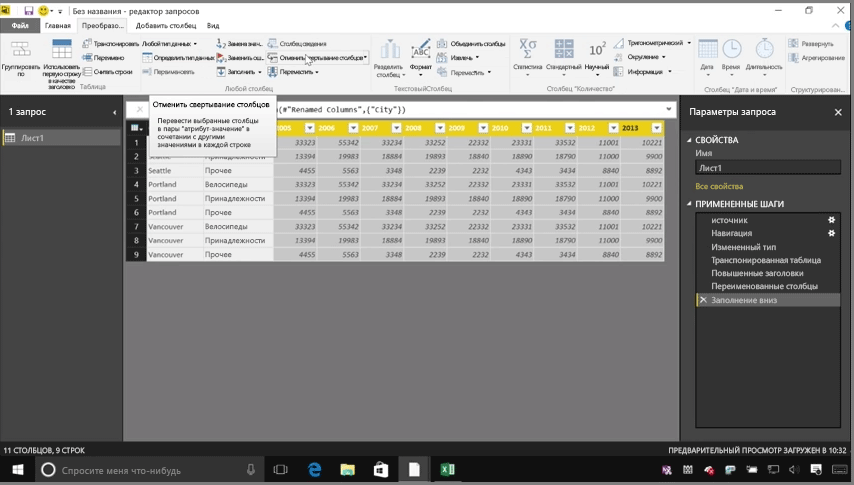 Без названия - редактор запросов
Файл Главная Преобразо... Добавить столбец Вид
Группировать по
Использовать первую строку в качестве заголовко
Транспонировать
Перемично
Считать строки
Таблица
Любой тип данных
Определить тип данных
Переименовать
Замена знач..
Заменить ош..
Заполнить
Столбец сведения
Отменить свертывание столбцов
Переместить
Любой столбец
Разделить столбец
Формат
Объединить столбцы
Извлечь
Переместить
ТекстовыйСтолбец
Статистика
Стандартный
Научный
Тригонометрический
Округление
Информация
Столбец "Количество"
Дата
Время
Длительность
Столбец "Дата и время"
Развернуть
Агрегирование
Структурирован...
1 запрос
Лист1
Отменить свертывание столбцов
Перевести выбранные столбцы
в пары "атрибут-значение" в
сочетании с другими
значениями в каждой строке
(#"Renamed Columns",{"City"})
2005 2006 2007 2008 2009 2010 2011 2012 2013
1 33323 55342 33234 33252 22332 23331 33532 11001 10221
2 Seattle Принадлежности 13394 19983 18884 18893 18840 18890 18790 11000 9900
3 Seattle Прочее 4455 5563 3348 2239 2232 4343 3434 8840 8892
4 Portland Велосипеды 33323 55342 33234 33252 22332 23331 33532 11001 10221
5 Portland Принадлежности 13394 19983 18884 18893 18840 18890 18790 11000 9900
6 Portland Прочее 4455 5563 3348 2239 2232 4343 3434 8840 8892
7 Vancouver Велосипеды 33323 55342 33234 33252 22332 23331 33532 11001 10221
8 Vancouver Принадлежности 13394 19983 18884 18893 18840 18890 18790 11000 9900
9 Vancouver Прочее 4455 5563 3348 2239 2232 4343 3434 8840 8892
Параметры запроса
СВОЙСТВА
Имя
Лист1
Все свойства
ПРИМЕНЕННЫЕ ШАГИ
источник
Навигация
Измененный тип
Транспонированная таблица
Повышенные заголовки
Переименованные столбцы
Заполнение вниз
11 СТОЛБЦОВ, 9 СТРОК
ПРЕДВАРИТЕЛЬНЫЙ ПРОСМОТР ЗАГРУЖЕН В 10:32
Спросите меня что-нибудь